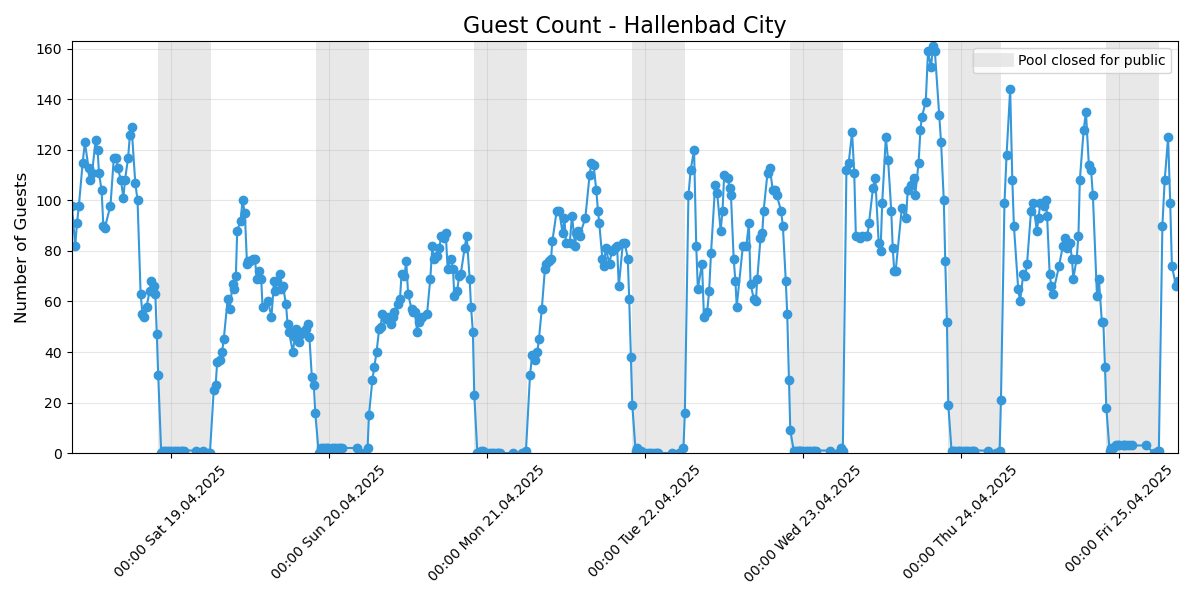 Guest Count - Hallenbad City
Number of Guests
160
140
120
100
80
60
40
20
0
Pool closed for public
00:00 Sat 19.04.2025
00:00 Sun 20.04.2025
00:00 Mon 21.04.2025
00:00 Tue 22.04.2025
00:00 Wed 23.04.2025
00:00 Thu 24.04.2025
00:00 Fri 25.04.2025